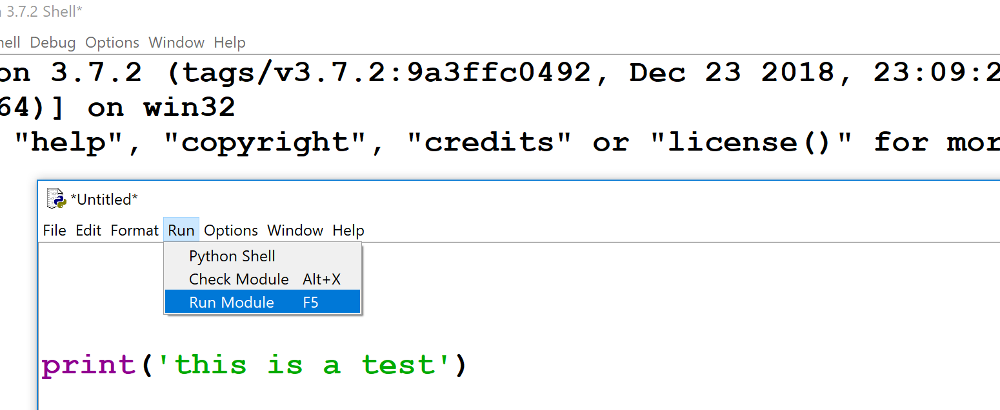 3.7.2 Shell*
Debug Options Window Help
on 3.7.2 (tags/v3.7.2:9a3ffc0492, Dec 23 2018, 23:09:2
64)] on win32
"help", "copyright", "credits" or "license()" for mor
*Untitled*
File Edit Format Run Options Window Help
Python Shell
Check Module Alt+X
Run Module F5
print('this is a test')